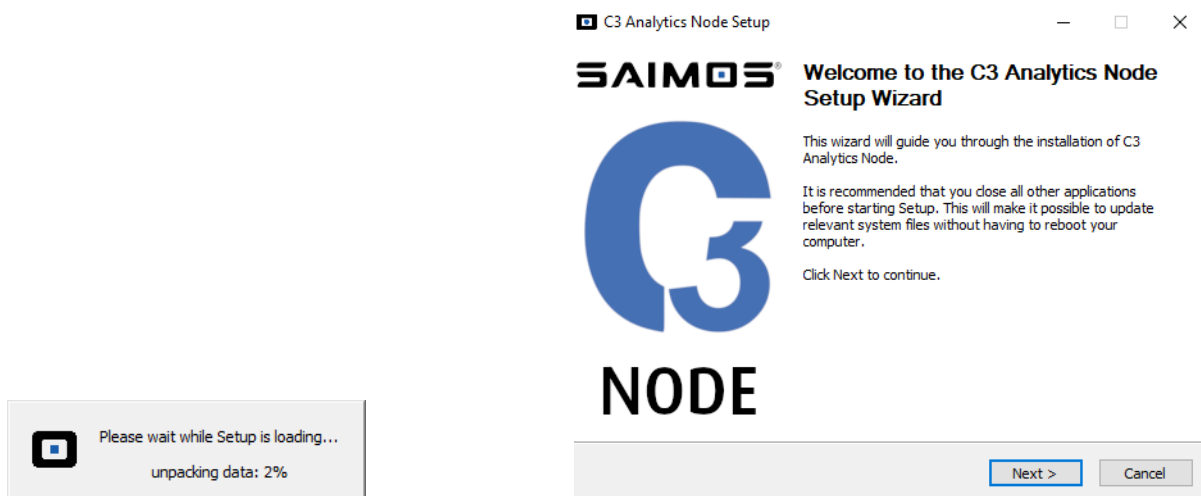 Please wait while Setup is loading...
unpacking data: 2%
C3 Analytics Node Setup
SAIMOS®
C3
NODE
Welcome to the C3 Analytics Node
Setup Wizard
This wizard will guide you through the installation of C3
Analytics Node.
It is recommended that you close all other applications
before starting Setup. This will make it possible to update
relevant system files without having to reboot your
computer.
Click Next to continue.
Next >
Cancel